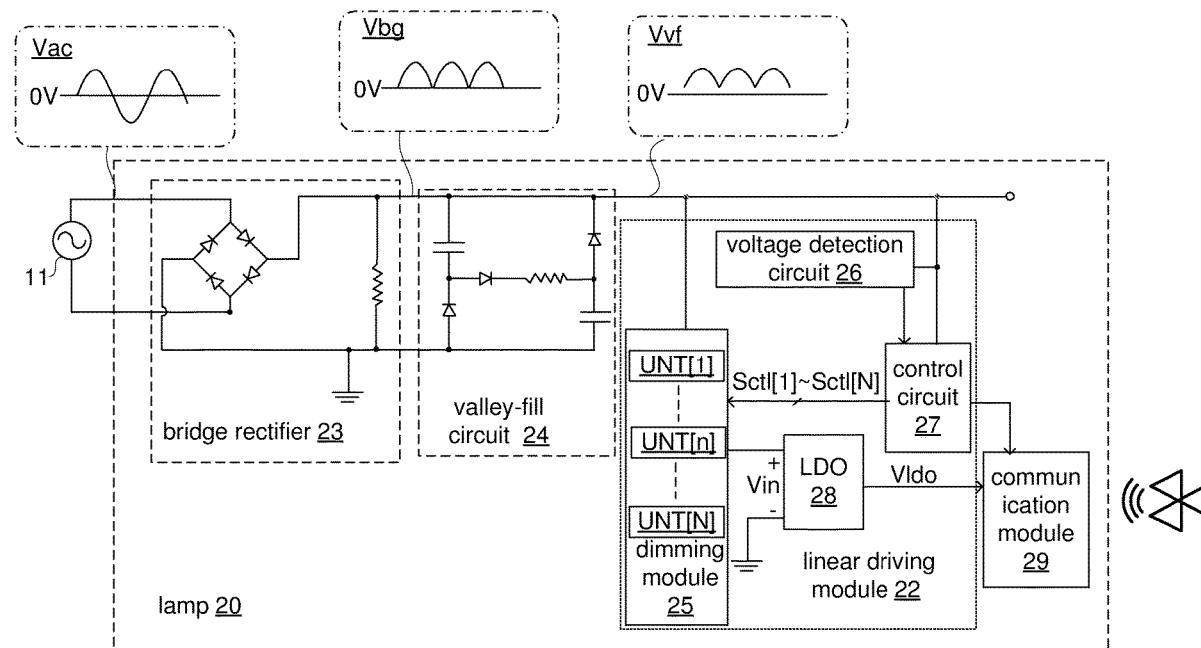 Vac
0V
Vbg
0V
Vvf
0V
11
bridge rectifier 23
valley-fill
circuit 24
voltage detection
circuit 26
UNT[1]
UNT[n]
UNT[N]
dimming
module
25
Sctl[1]~Sctl[N]
control
circuit
27
+
Vin
-
LDO
28
Vldo
commun
ication
module
29
linear driving
module 22
lamp 20